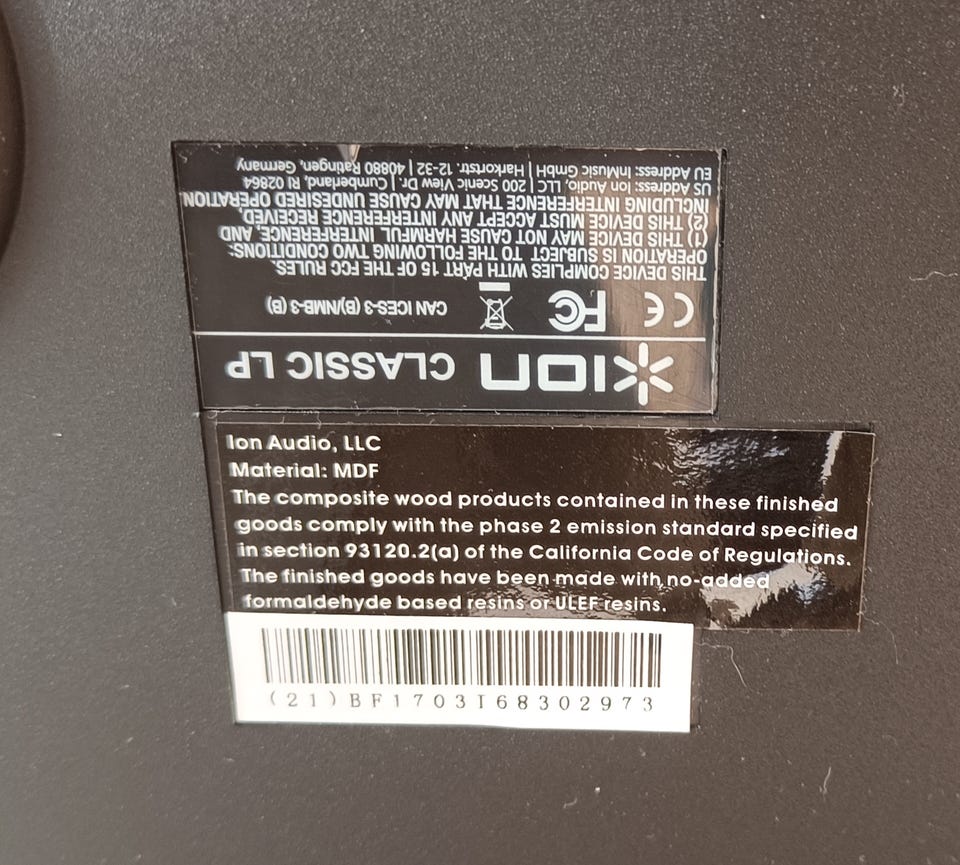 ION CLASSIC LP
CE FC CAN ICES-3 (B)/NMB-3 (B)
THIS DEVICE COMPLIES WITH PART 15 OF THE FCC RULES.
OPERATION IS SUBJECT TO THE FOLLOWING TWO CONDITIONS:
(1) THIS DEVICE MAY NOT CAUSE HARMFUL INTERFERENCE, AND,
(2) THIS DEVICE MUST ACCEPT ANY INTERFERENCE RECEIVED,
INCLUDING INTERFERENCE THAT MAY CAUSE UNDESIRED OPERATION
US Address: Ion Audio, LLC | 200 Scenic View Dr. | Cumberland, RI 02864
EU Address: InMusic GmbH | Harkortstr. 12-32 | 40880 Ratingen, Germany
Ion Audio, LLC
Material: MDF
The composite wood products contained in these finished
goods comply with the phase 2 emission standard specified
in section 93120.2(a) of the California Code of Regulations.
The finished goods have been made with no-added
formaldehyde based resins or ULEF resins.
(21)BF1703I68302973